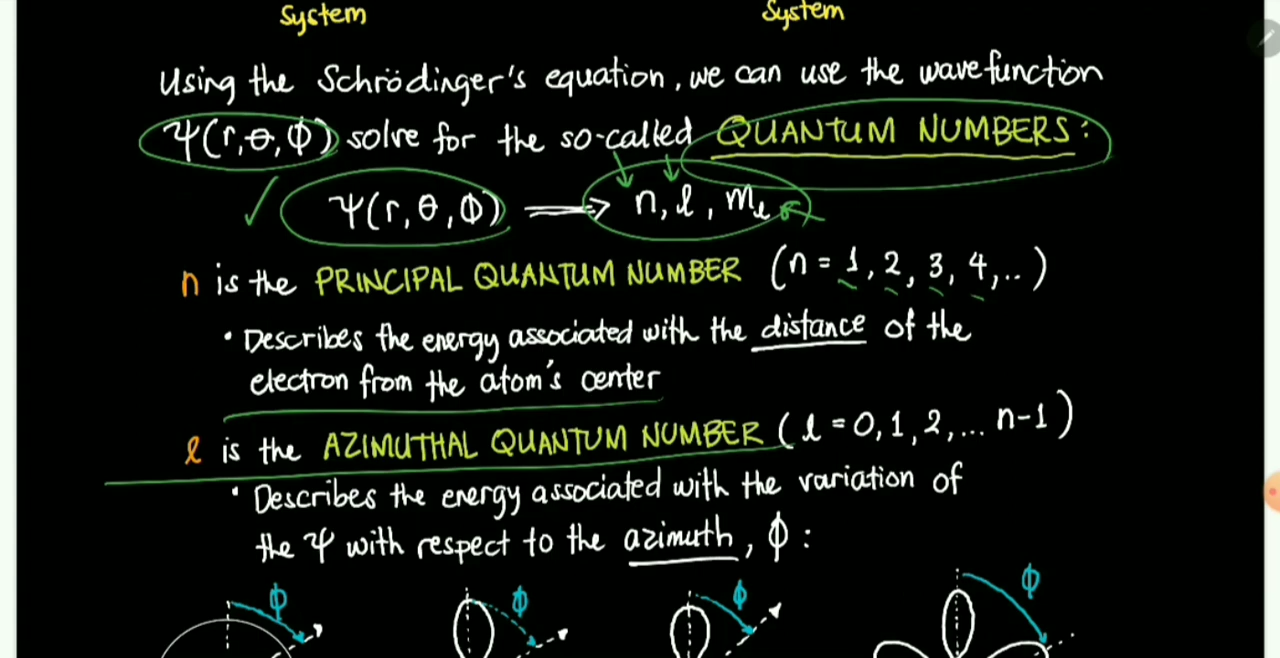 System System
Using the Schrödinger's equation, we can use the wavefunction
Ψ(r,θ,Φ) solve for the so-called QUANTUM NUMBERS:
Ψ(r,θ,Φ) ⟹ n, l, mₗ
n is the PRINCIPAL QUANTUM NUMBER (n = 1, 2, 3, 4,..)
• Describes the energy associated with the distance of the
electron from the atom's center
l is the AZIMUTHAL QUANTUM NUMBER (l = 0, 1, 2,... n-1)
• Describes the energy associated with the variation of
the Ψ with respect to the azimuth, Φ:
Φ Φ Φ Φ